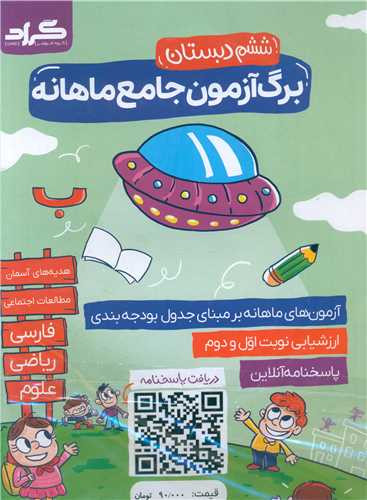 گراد
ششم دبستان
برگ آزمون جامع ماهانه
ب
هدیه‌های آسمان
مطالعات اجتماعی
فارسی
ریاضی
علوم
آزمون‌های ماهانه بر مبنای جدول بودجه بندی
ارزشیابی نوبت اول و دوم
پاسخنامه آنلاین
دریافت پاسخنامه
قیمت: ۹۰/۰۰۰ تومان